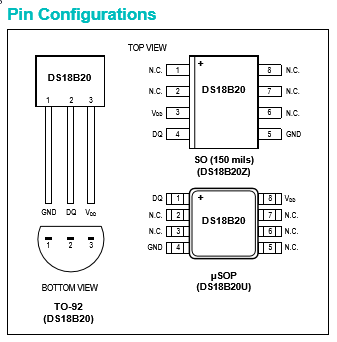 Pin Configurations
TOP VIEW
DS18B20
1 2 3
GND DQ VDD
1 2 3
BOTTOM VIEW
TO-92
(DS18B20)
+
DS18B20
N.C. 1
N.C. 2
VDD 3
DQ 4
8 N.C.
7 N.C.
6 N.C.
5 GND
SO (150 mils)
(DS18B20Z)
+
DS18B20
DQ 1
N.C. 2
N.C. 3
GND 4
8 VDD
7 N.C.
6 N.C.
5 N.C.
µSOP
(DS18B20U)